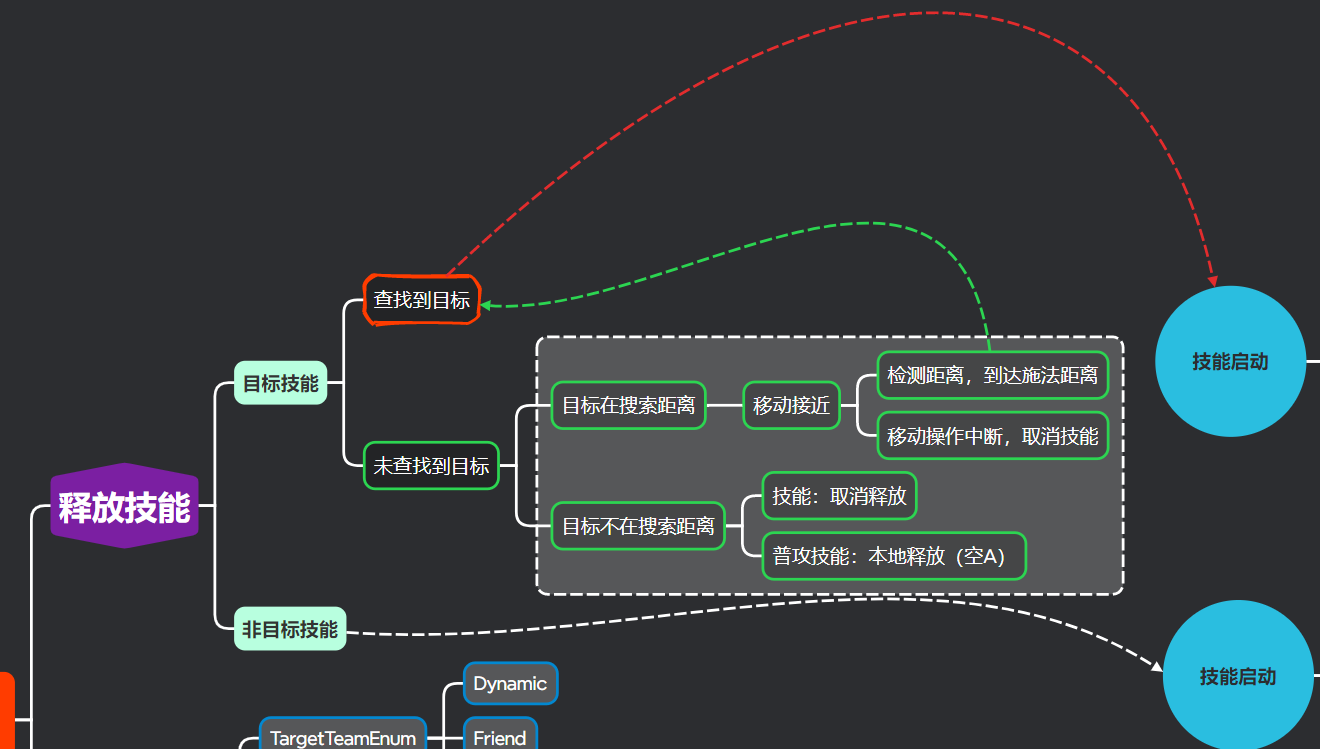 释放技能
目标技能
查找到目标
未查找到目标
目标在搜索距离
移动接近
检测距离，到达施法距离
移动操作中断，取消技能
目标不在搜索距离
技能：取消释放
普攻技能：本地释放（空A）
非目标技能
技能启动
技能启动
TargetTeamEnum
Dynamic
Friend